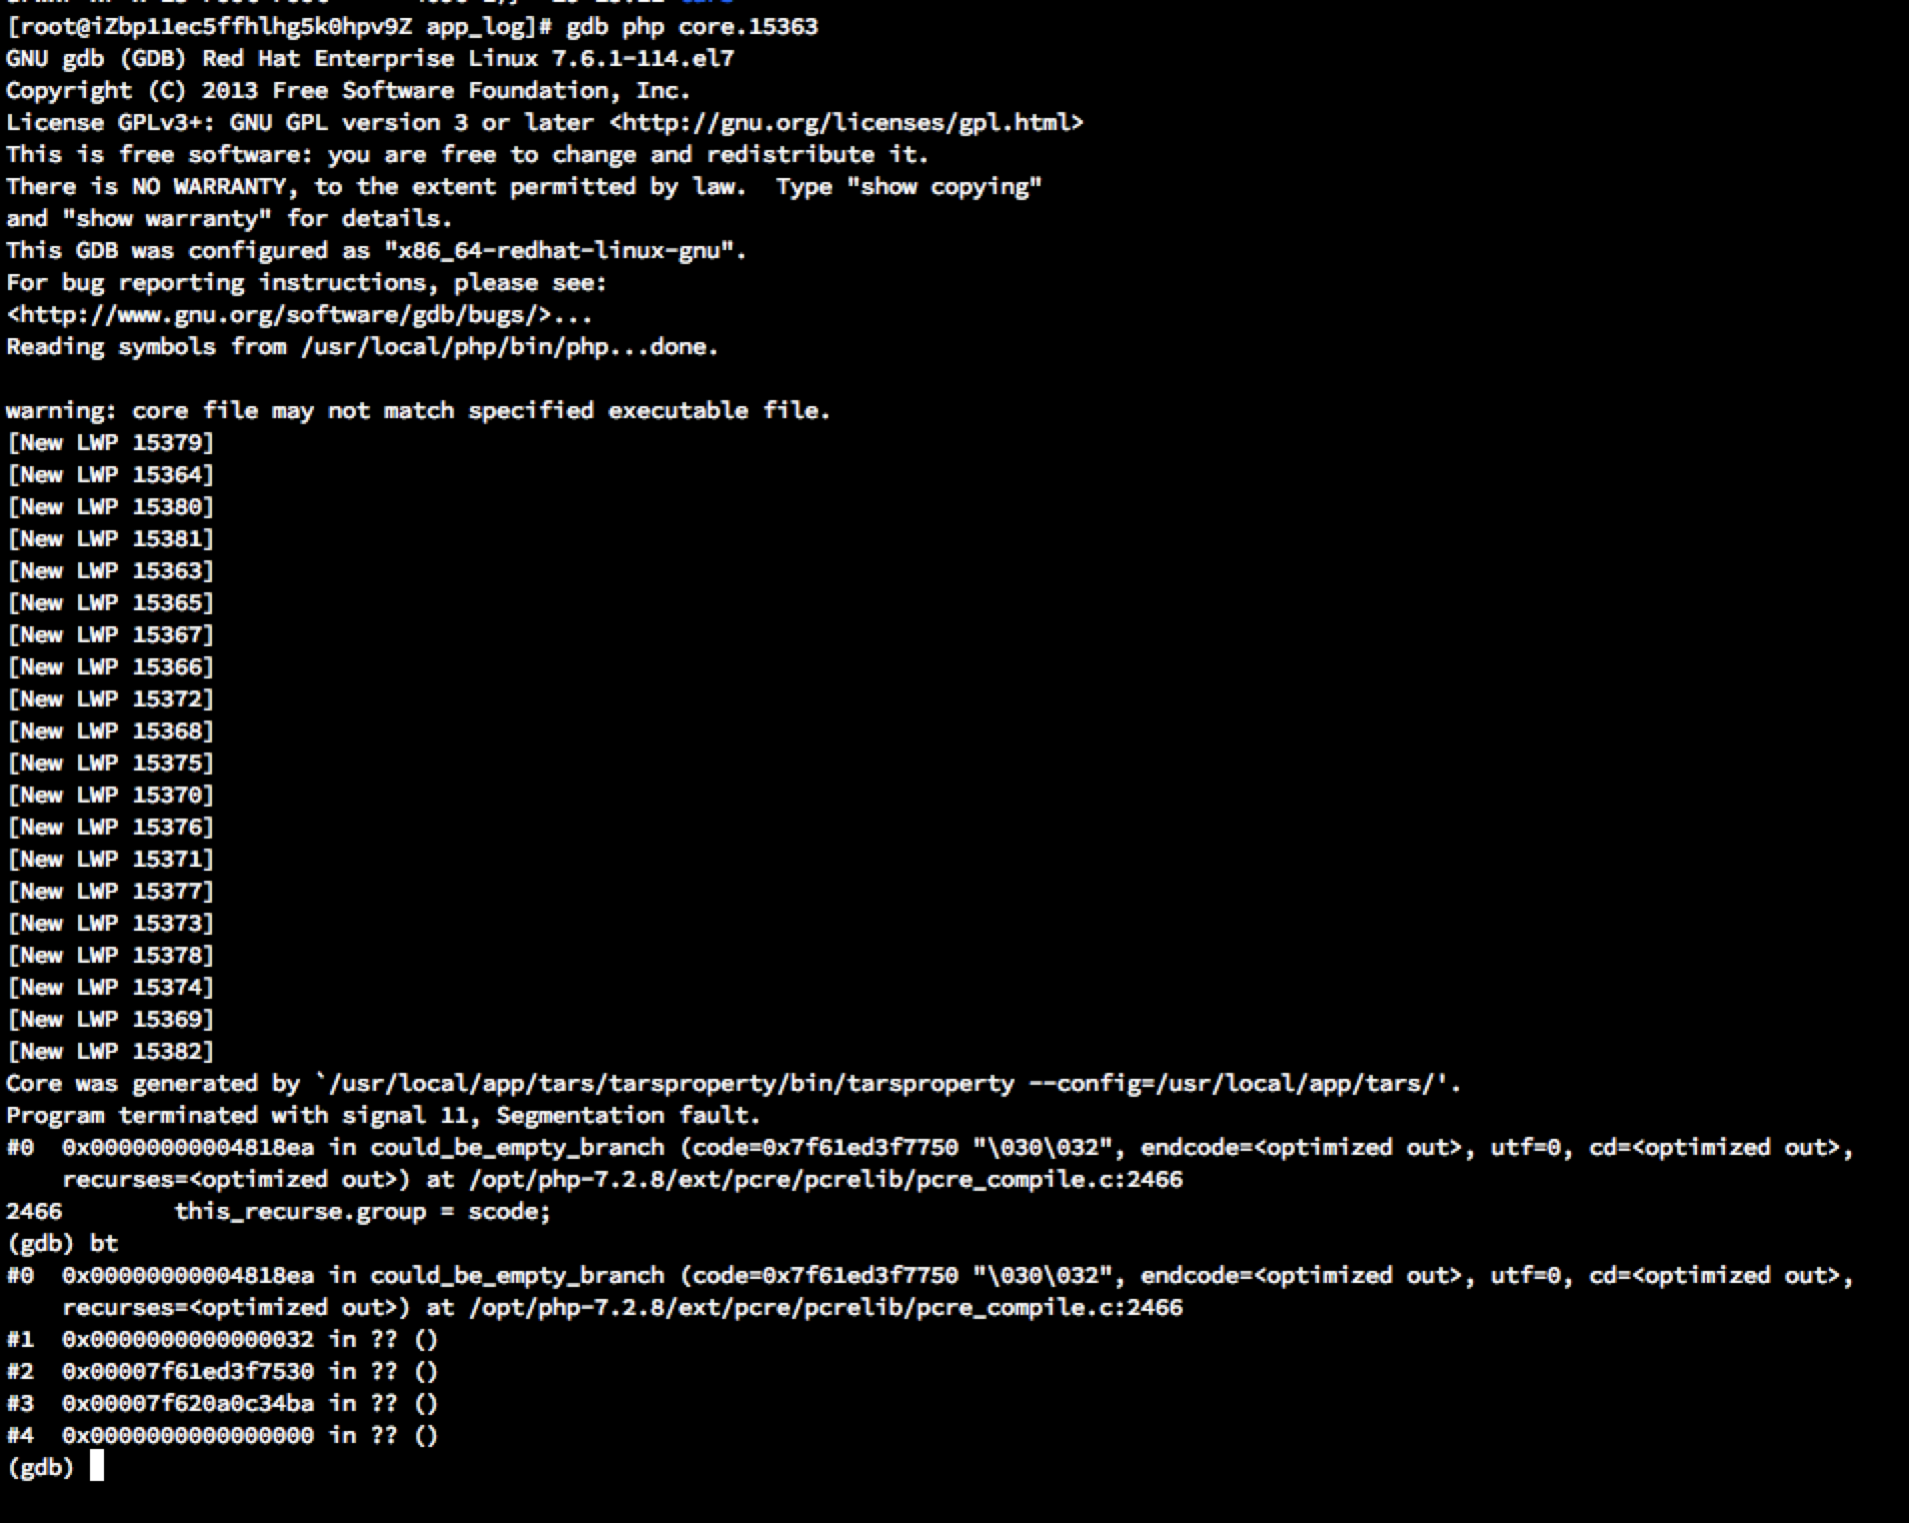 [root@iZbp11ec5ffhlhg5k0hpv9Z app_log]# gdb php core.15363
GNU gdb (GDB) Red Hat Enterprise Linux 7.6.1-114.el7
Copyright (C) 2013 Free Software Foundation, Inc.
License GPLv3+: GNU GPL version 3 or later <http://gnu.org/licenses/gpl.html>
This is free software: you are free to change and redistribute it.
There is NO WARRANTY, to the extent permitted by law.  Type "show copying"
and "show warranty" for details.
This GDB was configured as "x86_64-redhat-linux-gnu".
For bug reporting instructions, please see:
<http://www.gnu.org/software/gdb/bugs/>...
Reading symbols from /usr/local/php/bin/php...done.

warning: core file may not match specified executable file.
[New LWP 15379]
[New LWP 15364]
[New LWP 15380]
[New LWP 15381]
[New LWP 15363]
[New LWP 15365]
[New LWP 15367]
[New LWP 15366]
[New LWP 15372]
[New LWP 15368]
[New LWP 15375]
[New LWP 15370]
[New LWP 15376]
[New LWP 15371]
[New LWP 15377]
[New LWP 15373]
[New LWP 15378]
[New LWP 15374]
[New LWP 15369]
[New LWP 15382]
Core was generated by `/usr/local/app/tars/tarsproperty/bin/tarsproperty --config=/usr/local/app/tars/'.
Program terminated with signal 11, Segmentation fault.
#0  0x00000000004818ea in could_be_empty_branch (code=0x7f61ed3f7750 "\030\032", endcode=<optimized out>, utf=0, cd=<optimized out>,
    recurses=<optimized out>) at /opt/php-7.2.8/ext/pcre/pcrelib/pcre_compile.c:2466
2466        this_recurse.group = scode;
(gdb) bt
#0  0x00000000004818ea in could_be_empty_branch (code=0x7f61ed3f7750 "\030\032", endcode=<optimized out>, utf=0, cd=<optimized out>,
    recurses=<optimized out>) at /opt/php-7.2.8/ext/pcre/pcrelib/pcre_compile.c:2466
#1  0x0000000000000032 in ?? ()
#2  0x00007f61ed3f7530 in ?? ()
#3  0x00007f620a0c34ba in ?? ()
#4  0x0000000000000000 in ?? ()
(gdb)